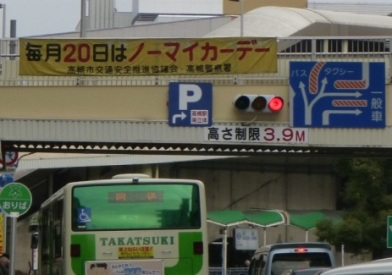 毎月20日はノーマイカーデー
高槻市交通安全推進協議会 高槻警察署
P
高さ制限 3.9M
バス タクシー
一般車
おりば
TAKATSUKI